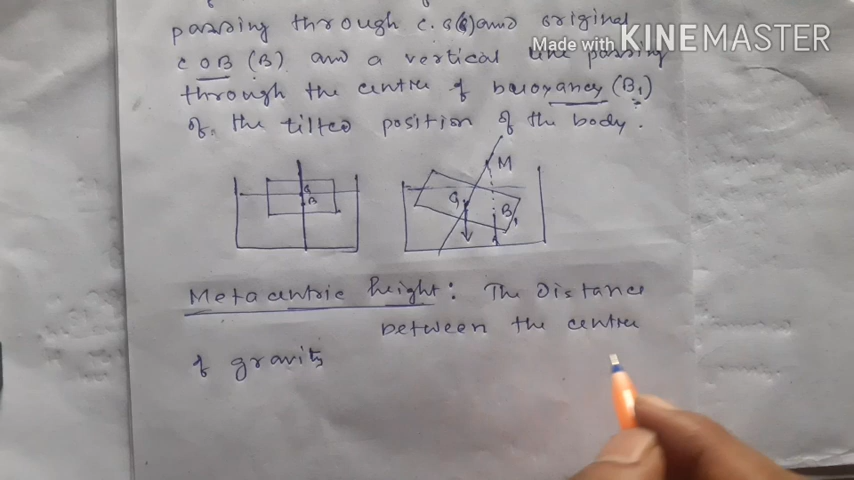 passing through C.G(G) and original
Made with KINEMASTER
COB (B) and a vertical line passing
through the centre of buoyancy (B1)
of the tilted position of the body.
M
G
B
G
B1
Metacentric height: The Distance
between the centre
of gravity